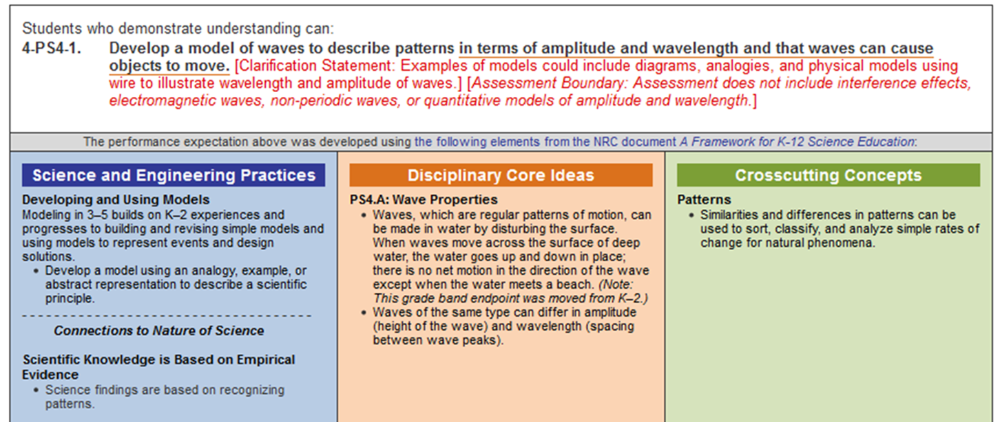 Students who demonstrate understanding can:
4-PS4-1. Develop a model of waves to describe patterns in terms of amplitude and wavelength and that waves can cause
objects to move. [Clarification Statement: Examples of models could include diagrams, analogies, and physical models using
wire to illustrate wavelength and amplitude of waves.] [Assessment Boundary: Assessment does not include interference effects,
electromagnetic waves, non-periodic waves, or quantitative models of amplitude and wavelength.]
The performance expectation above was developed using the following elements from the NRC document A Framework for K-12 Science Education:
Science and Engineering Practices
Developing and Using Models
Modeling in 3–5 builds on K–2 experiences and
progresses to building and revising simple models and
using models to represent events and design
solutions.
• Develop a model using an analogy, example, or
abstract representation to describe a scientific
principle.
Connections to Nature of Science
Scientific Knowledge is Based on Empirical
Evidence
• Science findings are based on recognizing
patterns.
Disciplinary Core Ideas
PS4.A: Wave Properties
• Waves, which are regular patterns of motion, can
be made in water by disturbing the surface.
When waves move across the surface of deep
water, the water goes up and down in place;
there is no net motion in the direction of the wave
except when the water meets a beach. (Note:
This grade band endpoint was moved from K–2.)
• Waves of the same type can differ in amplitude
(height of the wave) and wavelength (spacing
between wave peaks).
Crosscutting Concepts
Patterns
• Similarities and differences in patterns can be
used to sort, classify, and analyze simple rates of
change for natural phenomena.